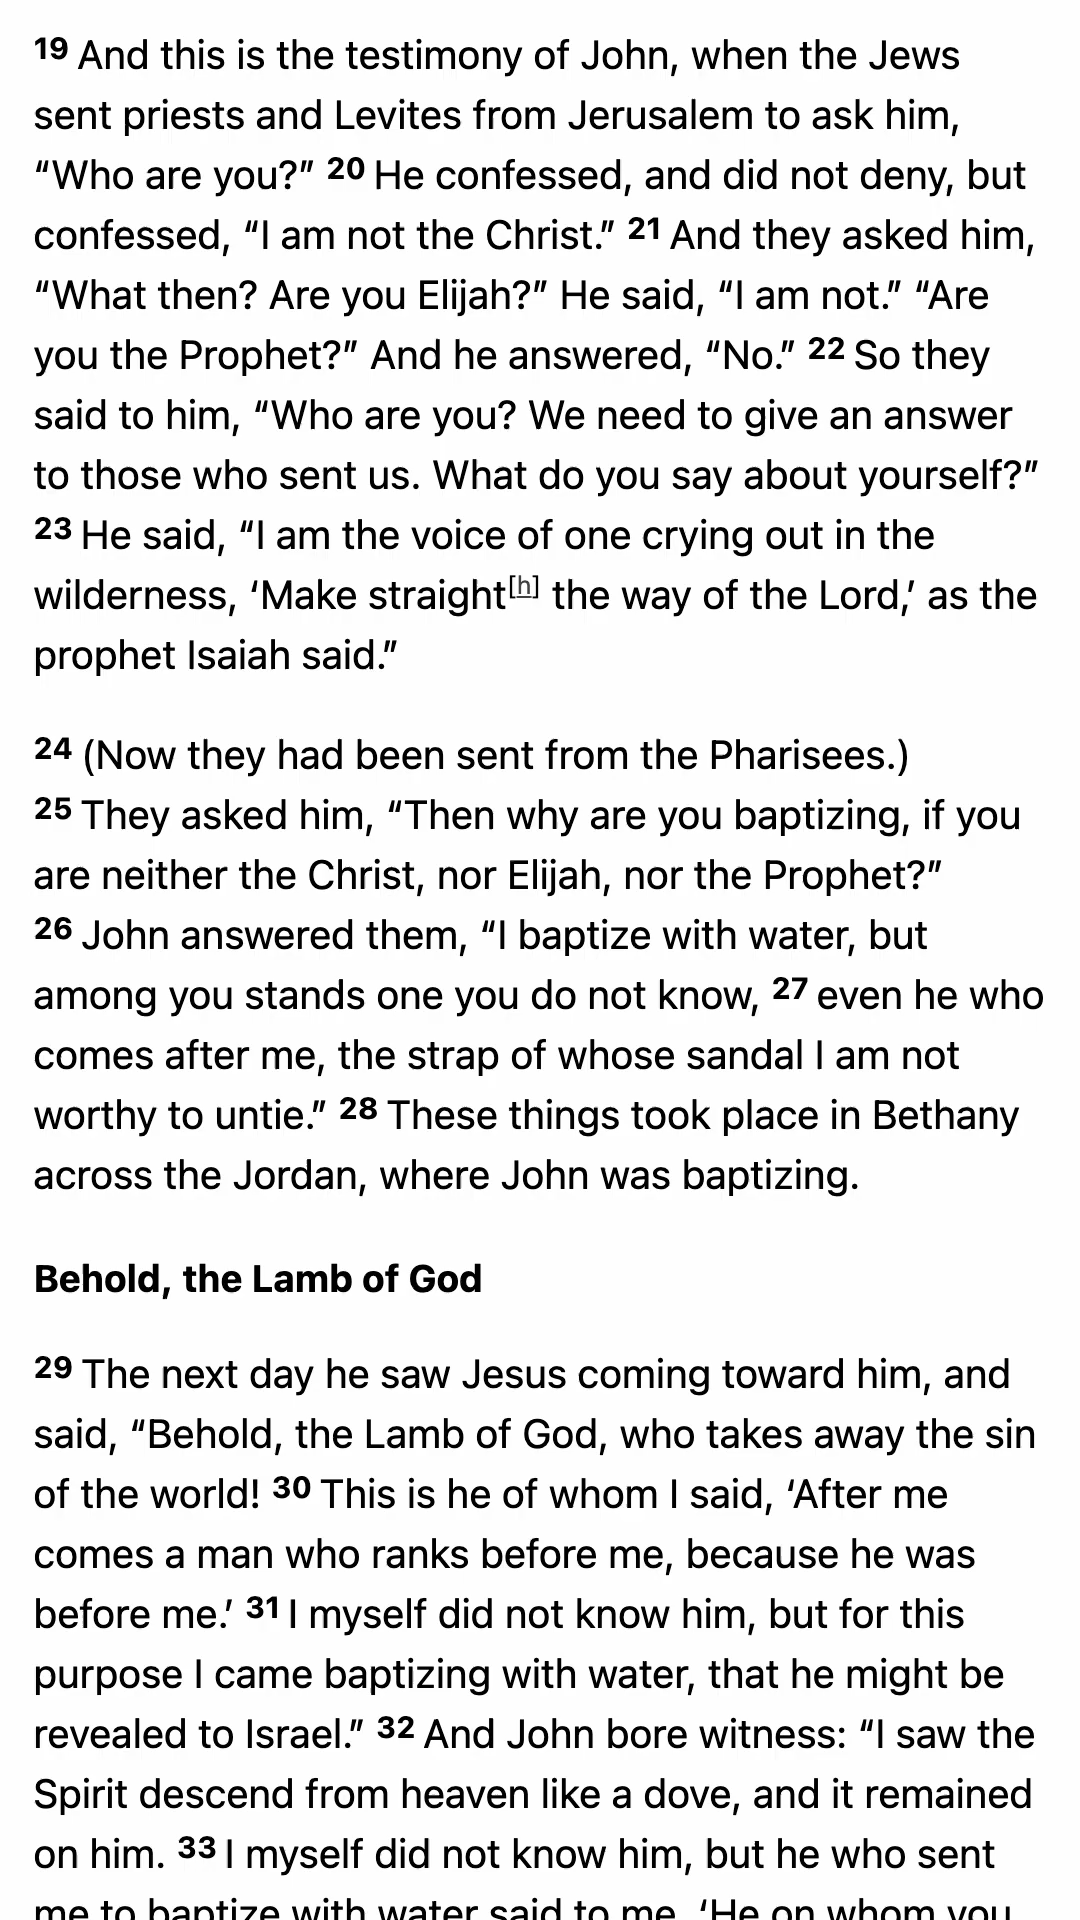 19 And this is the testimony of John, when the Jews
sent priests and Levites from Jerusalem to ask him,
“Who are you?” 20 He confessed, and did not deny, but
confessed, “I am not the Christ.” 21 And they asked him,
“What then? Are you Elijah?” He said, “I am not.” “Are
you the Prophet?” And he answered, “No.” 22 So they
said to him, “Who are you? We need to give an answer
to those who sent us. What do you say about yourself?”
23 He said, “I am the voice of one crying out in the
wilderness, ‘Make straight[h] the way of the Lord,’ as the
prophet Isaiah said.”
24 (Now they had been sent from the Pharisees.)
25 They asked him, “Then why are you baptizing, if you
are neither the Christ, nor Elijah, nor the Prophet?”
26 John answered them, “I baptize with water, but
among you stands one you do not know, 27 even he who
comes after me, the strap of whose sandal I am not
worthy to untie.” 28 These things took place in Bethany
across the Jordan, where John was baptizing.
Behold, the Lamb of God
29 The next day he saw Jesus coming toward him, and
said, “Behold, the Lamb of God, who takes away the sin
of the world! 30 This is he of whom I said, ‘After me
comes a man who ranks before me, because he was
before me.’ 31 I myself did not know him, but for this
purpose I came baptizing with water, that he might be
revealed to Israel.” 32 And John bore witness: “I saw the
Spirit descend from heaven like a dove, and it remained
on him. 33 I myself did not know him, but he who sent
me to baptize with water said to me, ‘He on whom you